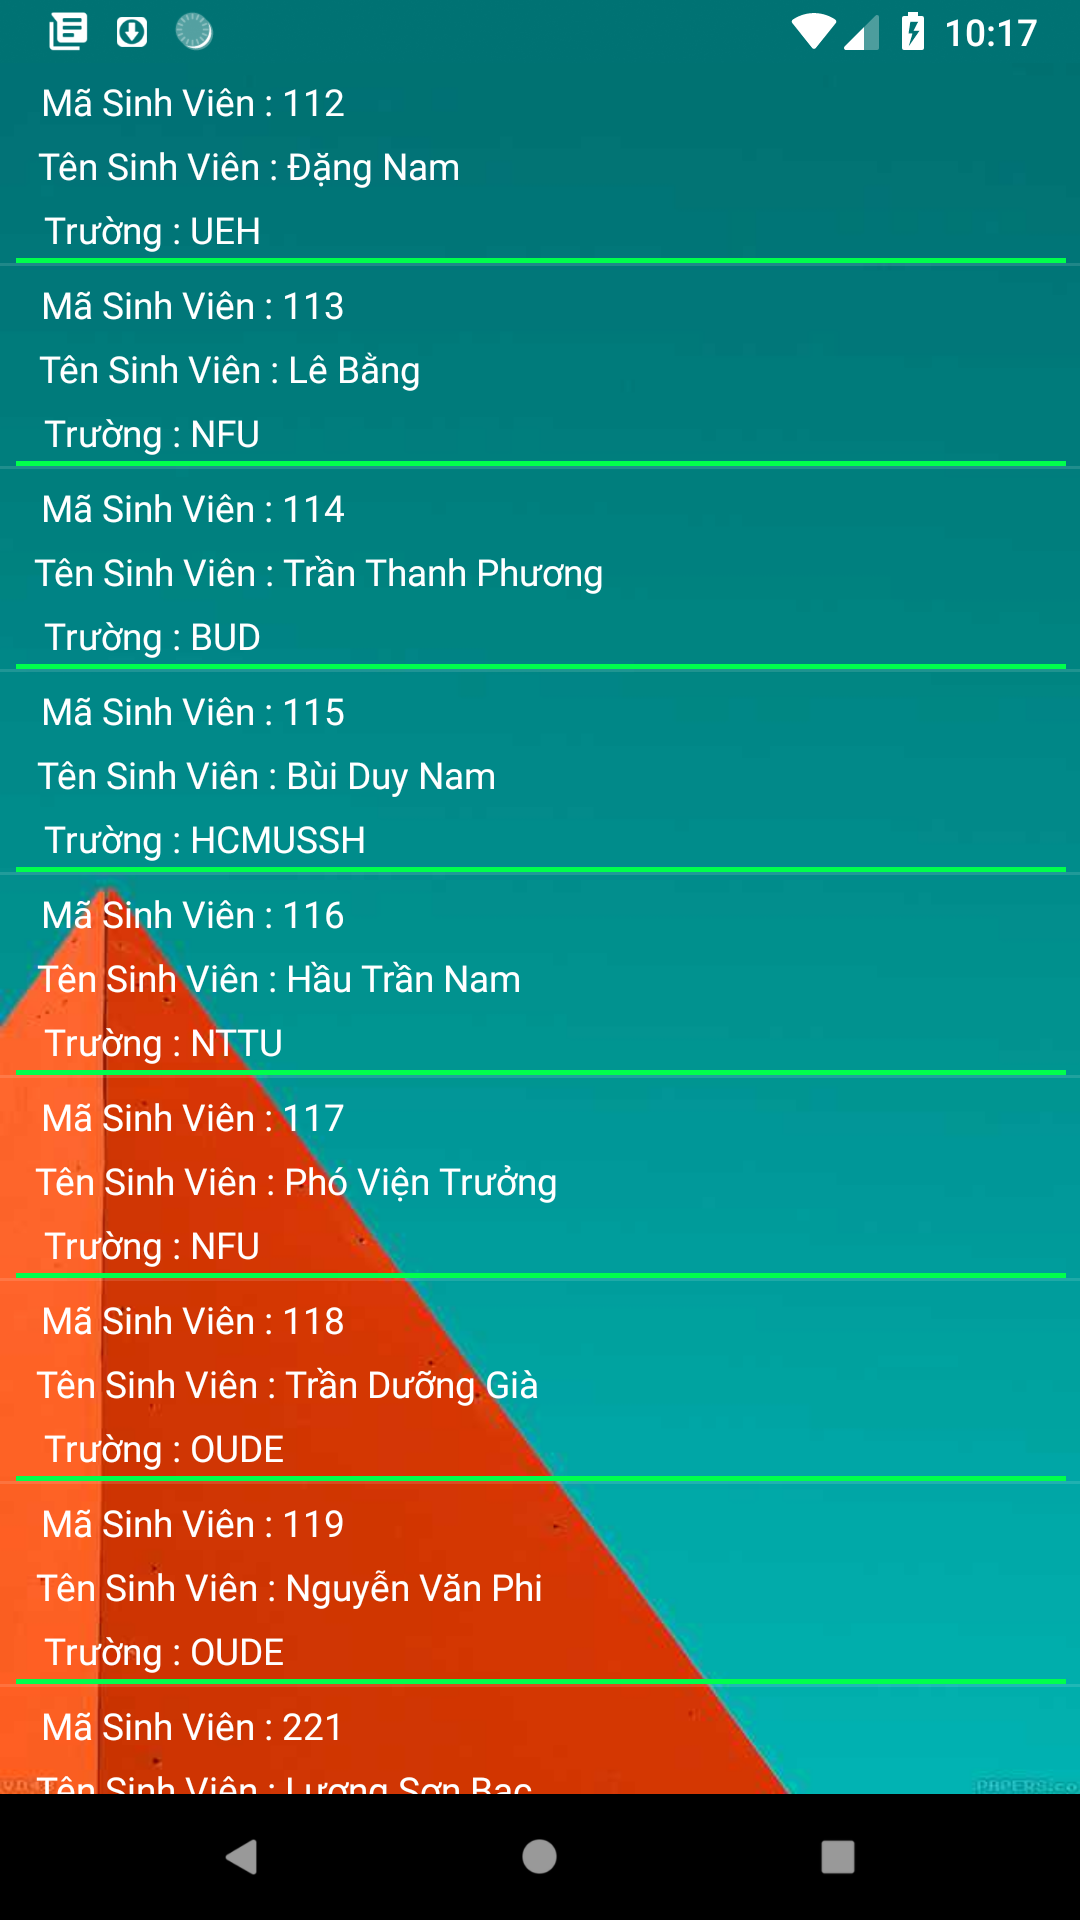 10:17
Mã Sinh Viên : 112
Tên Sinh Viên : Đặng Nam
Trường : UEH
Mã Sinh Viên : 113
Tên Sinh Viên : Lê Bằng
Trường : NFU
Mã Sinh Viên : 114
Tên Sinh Viên : Trần Thanh Phương
Trường : BUD
Mã Sinh Viên : 115
Tên Sinh Viên : Bùi Duy Nam
Trường : HCMUSSH
Mã Sinh Viên : 116
Tên Sinh Viên : Hầu Trần Nam
Trường : NTTU
Mã Sinh Viên : 117
Tên Sinh Viên : Phó Viện Trưởng
Trường : NFU
Mã Sinh Viên : 118
Tên Sinh Viên : Trần Dưỡng Già
Trường : OUDE
Mã Sinh Viên : 119
Tên Sinh Viên : Nguyễn Văn Phi
Trường : OUDE
Mã Sinh Viên : 221
Tên Sinh Viên : Lương Sơn
PAPERS.co